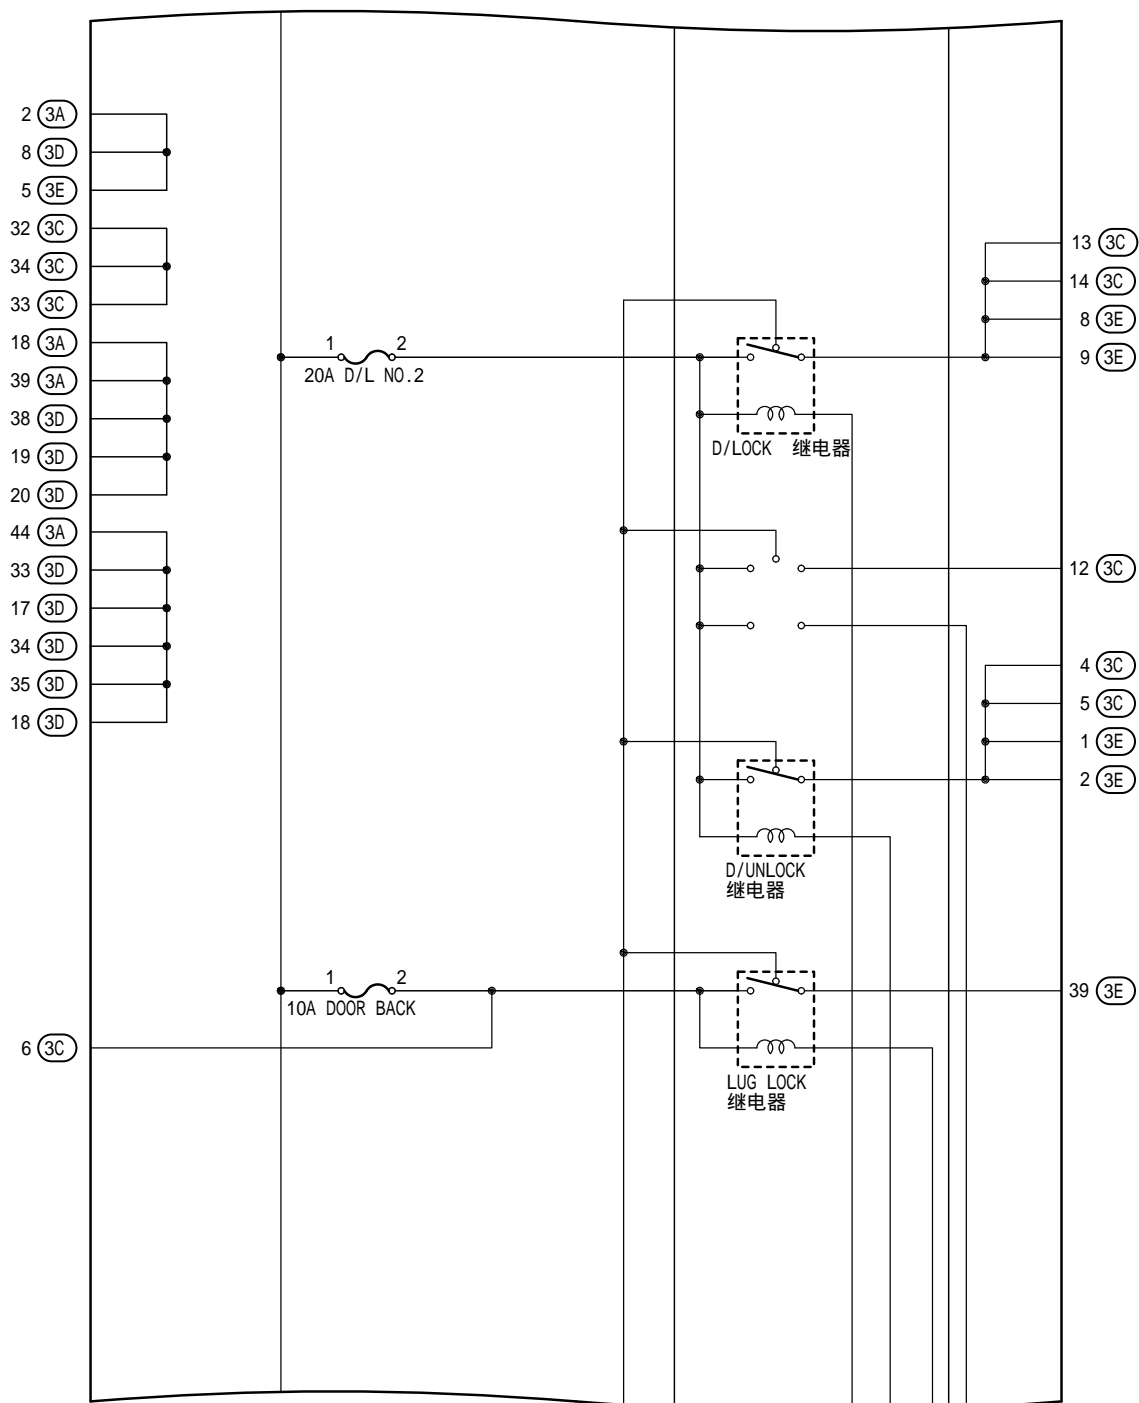 2 3A
8 3D
5 3E
32 3C
34 3C
33 3C
18 3A
39 3A
38 3D
19 3D
20 3D
44 3A
33 3D
17 3D
34 3D
35 3D
18 3D
6 3C
1 2
20A D/L NO.2
1 2
10A DOOR BACK
D/LOCK 继电器
D/UNLOCK
继电器
LUG LOCK
继电器
13 3C
14 3C
8 3E
9 3E
12 3C
4 3C
5 3C
1 3E
2 3E
39 3E